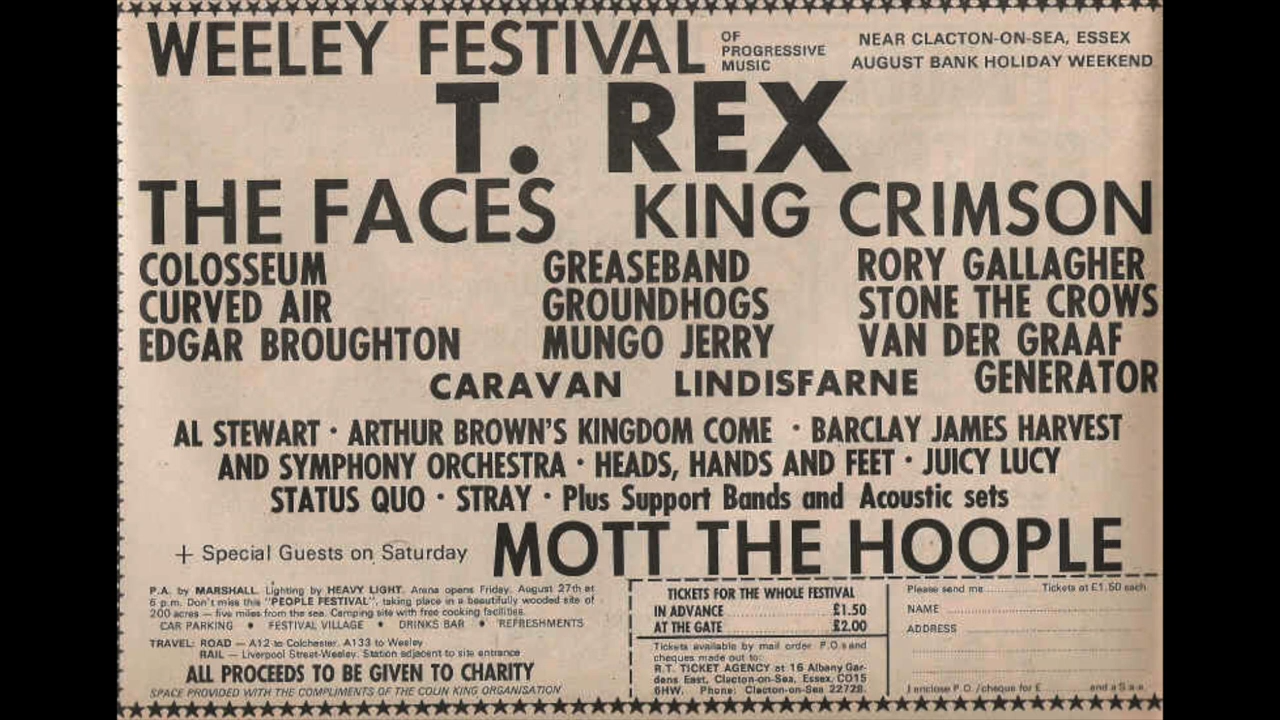 WEELEY FESTIVAL OF PROGRESSIVE MUSIC
NEAR CLACTON-ON-SEA, ESSEX
AUGUST BANK HOLIDAY WEEKEND
T. REX
THE FACES KING CRIMSON
COLOSSEUM GREASEBAND RORY GALLAGHER
CURVED AIR GROUNDHOGS STONE THE CROWS
EDGAR BROUGHTON MUNGO JERRY VAN DER GRAAF
CARAVAN LINDISFARNE GENERATOR
AL STEWART · ARTHUR BROWN'S KINGDOM COME · BARCLAY JAMES HARVEST
AND SYMPHONY ORCHESTRA · HEADS, HANDS AND FEET · JUICY LUCY
STATUS QUO · STRAY · Plus Support Bands and Acoustic sets
+ Special Guests on Saturday MOTT THE HOOPLE
P.A. by MARSHALL. Lighting by HEAVY LIGHT. Arena opens Friday, August 27th at
6 p.m. Don't miss this "PEOPLE FESTIVAL", taking place in a beautifully wooded site of
200 acres — five miles from the sea. Camping site with free cooking facilities.
CAR PARKING • FESTIVAL VILLAGE • DRINKS BAR • REFRESHMENTS
TRAVEL: ROAD — A12 to Colchester, A133 to Weeley
RAIL — Liverpool Street-Weeley. Station adjacent to site entrance
ALL PROCEEDS TO BE GIVEN TO CHARITY
SPACE PROVIDED WITH THE COMPLIMENTS OF THE COLIN KING ORGANISATION
TICKETS FOR THE WHOLE FESTIVAL
IN ADVANCE £1.50
AT THE GATE £2.00
Tickets available by mail order. P.O.s and
cheques made out to:
R.T. TICKET AGENCY at 16 Albany Gar-
dens East, Clacton-on-Sea, Essex, CO15
6HW. Phone: Clacton-on-Sea 22728.
Please send me Tickets at £1.50 each
NAME
ADDRESS
I enclose P.O./cheque for £ and a S.a.e.